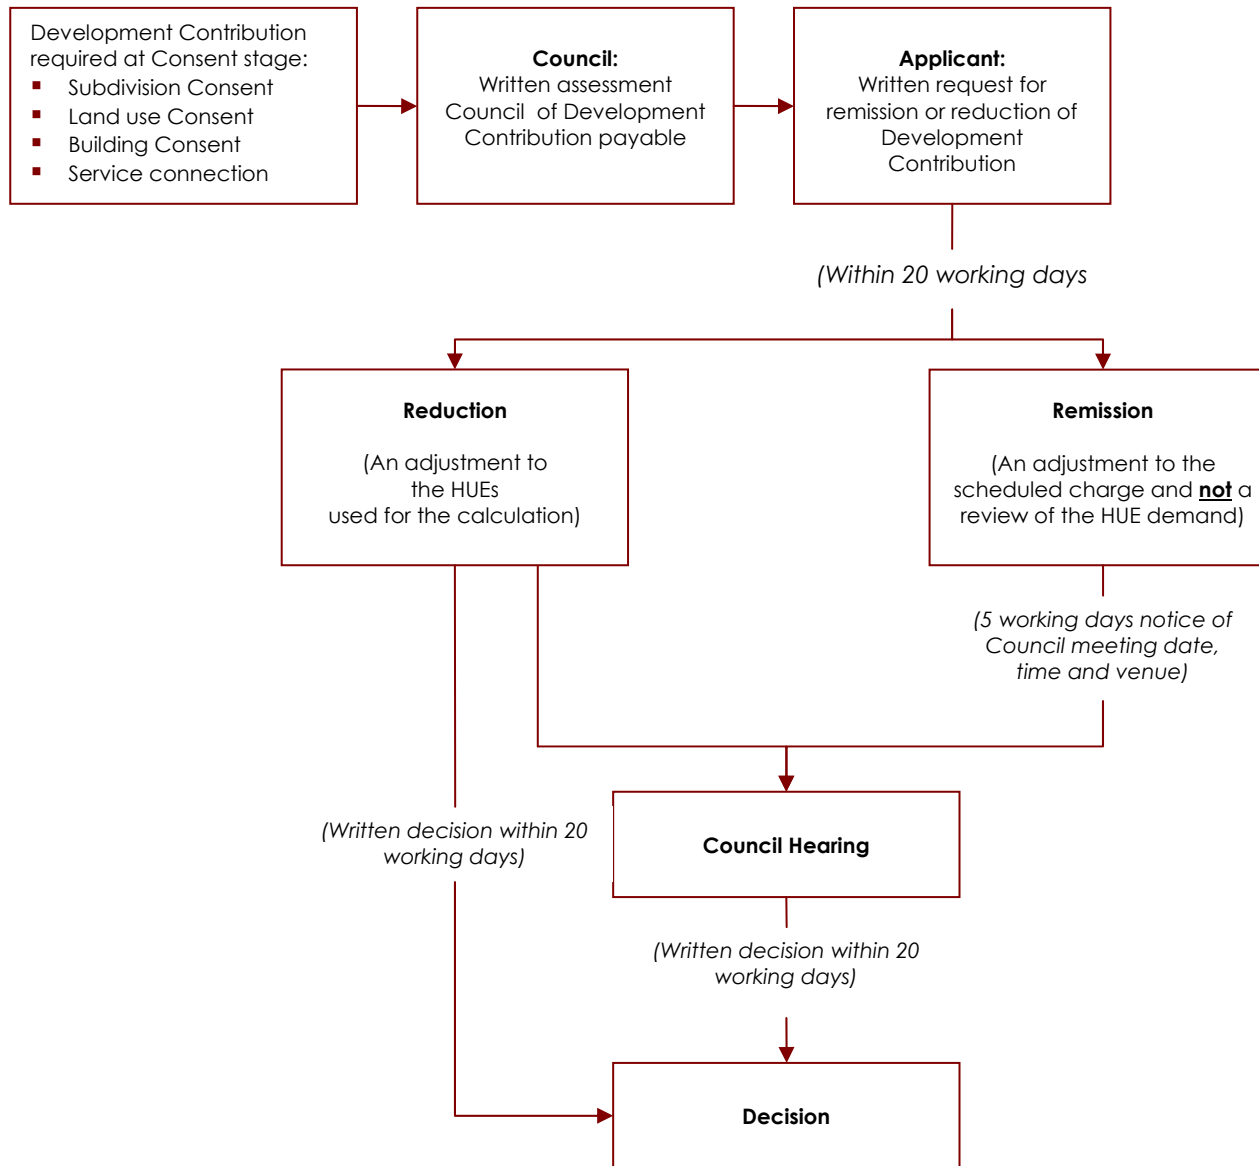 Development Contribution
required at Consent stage:
▪ Subdivision Consent
▪ Land use Consent
▪ Building Consent
▪ Service connection
Council:
Written assessment
Council of Development
Contribution payable
Applicant:
Written request for
remission or reduction of
Development
Contribution
(Within 20 working days
Reduction
(An adjustment to
the HUEs
used for the calculation)
Remission
(An adjustment to the
scheduled charge and not a
review of the HUE demand)
(5 working days notice of
Council meeting date,
time and venue)
(Written decision within 20
working days)
Council Hearing
(Written decision within 20
working days)
Decision